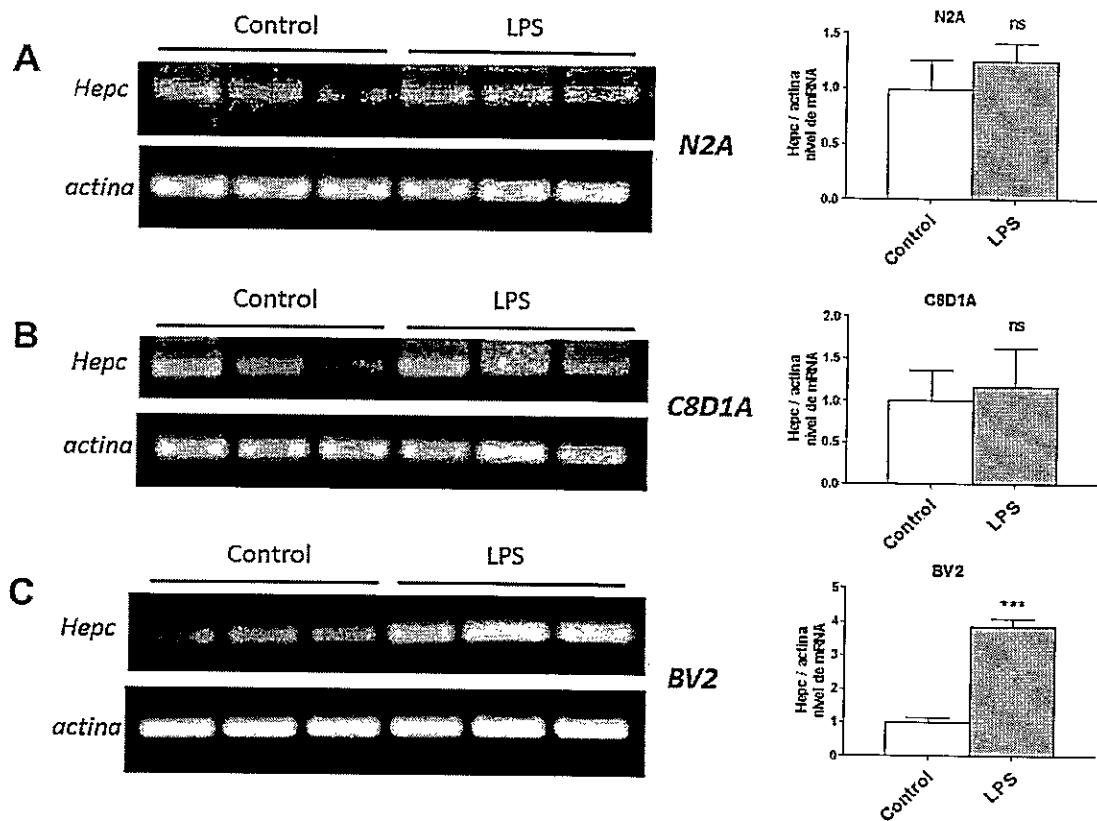 A
Control
LPS
Hepc
actina
N2A
N2A
ns
Hepc / actina
nivel de mRNA
1.5
1.0
0.5
0.0
Control
LPS
B
Control
LPS
Hepc
actina
C8D1A
C8D1A
ns
Hepc / actina
nivel de mRNA
2.0
1.5
1.0
0.5
0.0
Control
LPS
C
Control
LPS
Hepc
actina
BV2
BV2
***
Hepc / actina
nivel de mRNA
5
4
3
2
1
0
Control
LPS